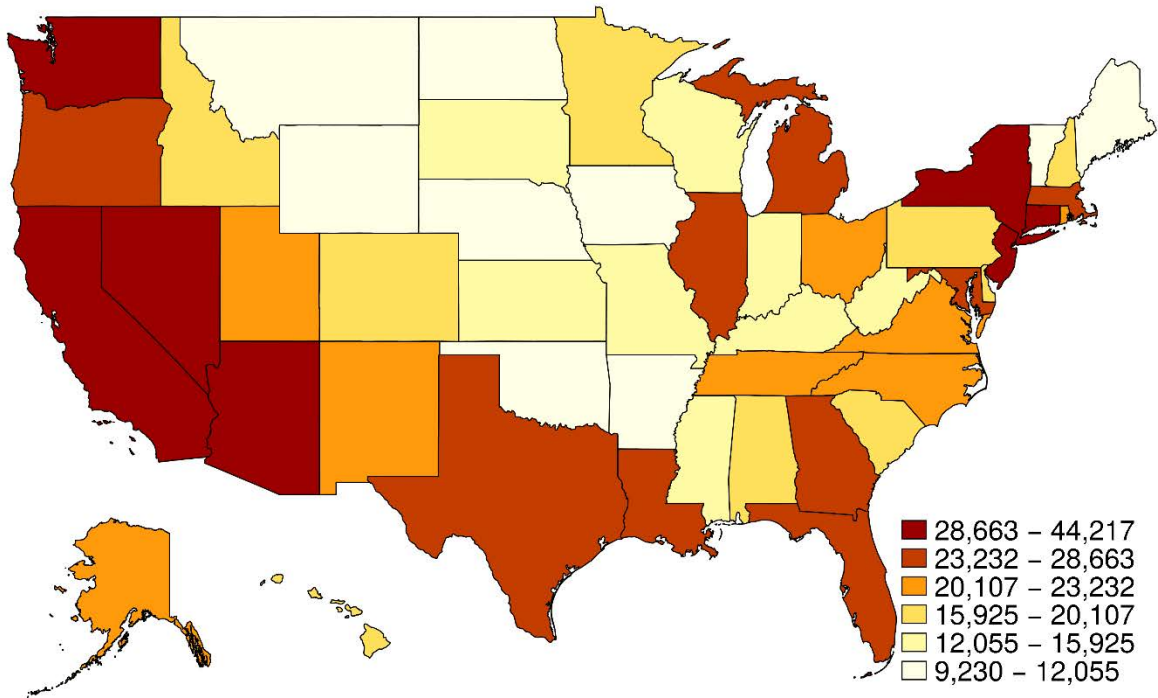 28,663 – 44,217
23,232 – 28,663
20,107 – 23,232
15,925 – 20,107
12,055 – 15,925
9,230 – 12,055